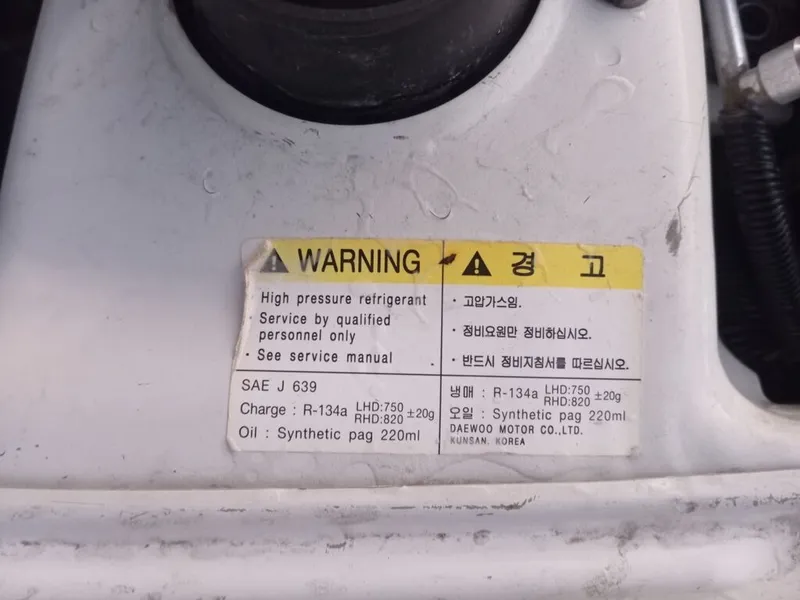 WARNING
· High pressure refrigerant
· Service by qualified
personnel only
· See service manual
SAE J 639
Charge : R-134a LHD:750 ±20g
RHD:820
Oil : Synthetic pag 220ml
경 고
· 고압가스임.
· 정비요원만 정비하십시오.
· 반드시 정비지침서를 따르십시오.
냉매 : R-134a LHD:750 ±20g
RHD:820
오일 : Synthetic pag 220ml
DAEWOO MOTOR CO.,LTD.
KUNSAN, KOREA